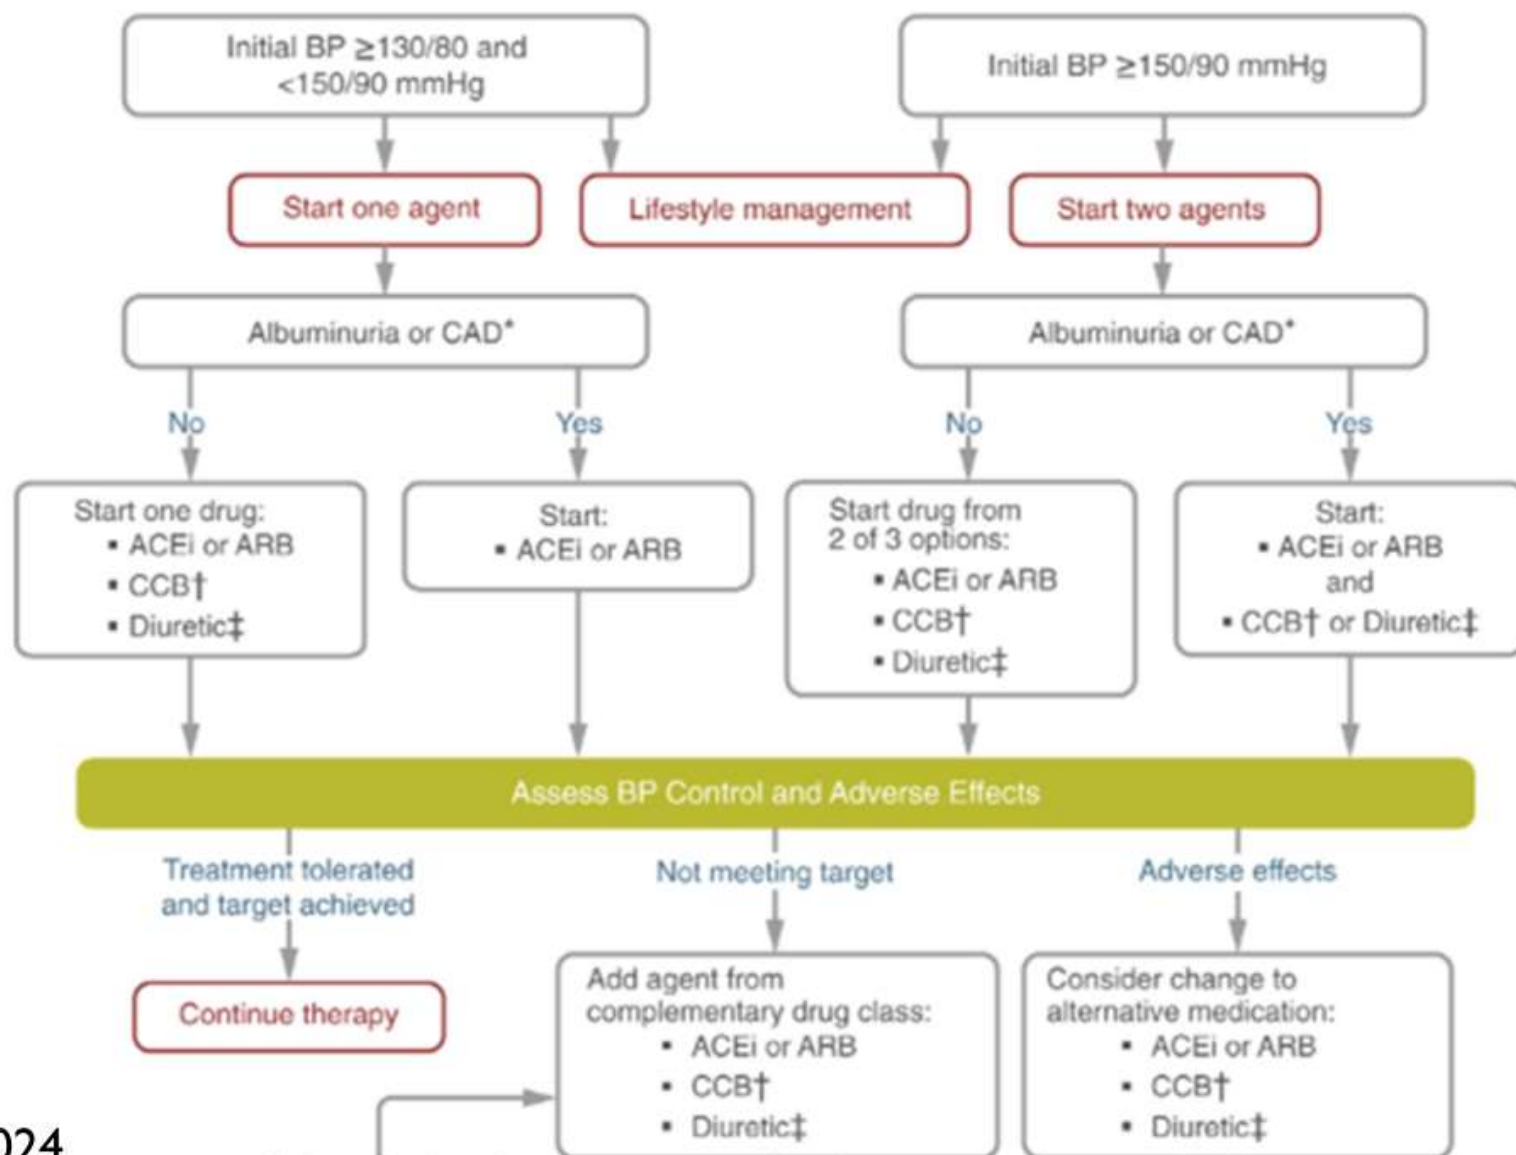 Initial BP ≥130/80 and
<150/90 mmHg
Initial BP ≥150/90 mmHg
Start one agent
Lifestyle management
Start two agents
Albuminuria or CAD*
Albuminuria or CAD*
No
Yes
No
Yes
Start one drug:
▪ ACEi or ARB
▪ CCB†
▪ Diuretic‡
Start:
▪ ACEi or ARB
Start drug from
2 of 3 options:
▪ ACEi or ARB
▪ CCB†
▪ Diuretic‡
Start:
▪ ACEi or ARB
and
▪ CCB† or Diuretic‡
Assess BP Control and Adverse Effects
Treatment tolerated
and target achieved
Not meeting target
Adverse effects
Continue therapy
Add agent from
complementary drug class:
▪ ACEi or ARB
▪ CCB†
▪ Diuretic‡
Consider change to
alternative medication:
▪ ACEi or ARB
▪ CCB†
▪ Diuretic‡
024